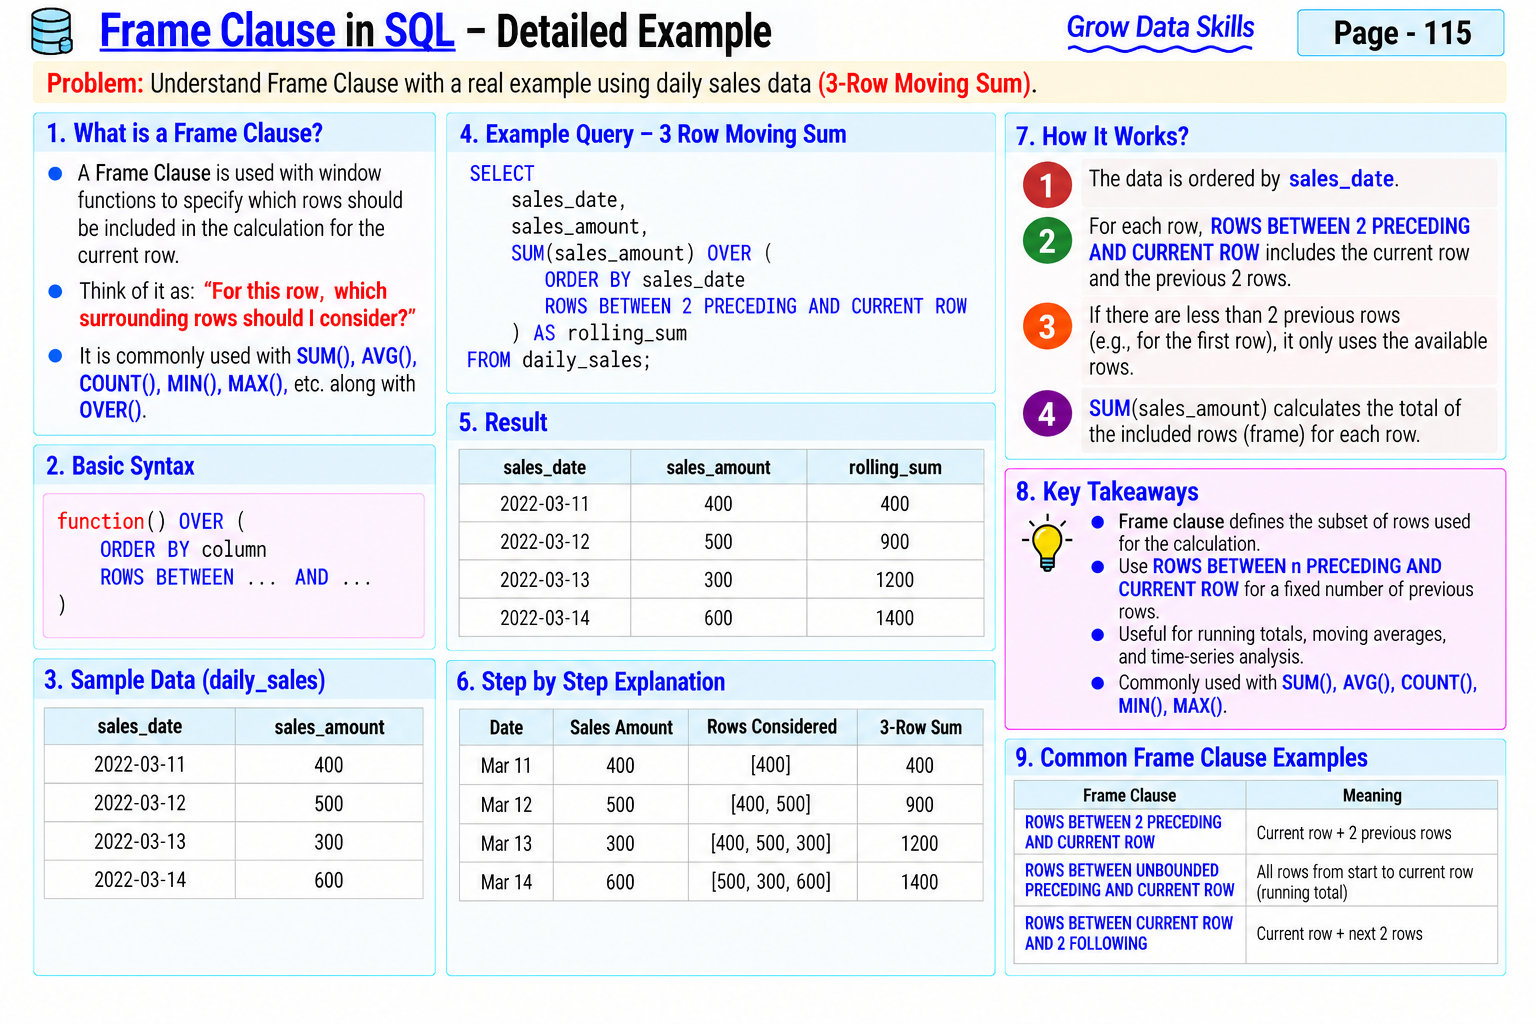 Frame Clause in SQL – Detailed Example
Grow Data Skills
Page - 115
Problem: Understand Frame Clause with a real example using daily sales data (3-Row Moving Sum).
1. What is a Frame Clause?
A Frame Clause is used with window
functions to specify which rows should
be included in the calculation for the
current row.
Think of it as: “For this row, which
surrounding rows should I consider?”
It is commonly used with SUM(), AVG(),
COUNT(), MIN(), MAX(), etc. along with
OVER().
2. Basic Syntax
function() OVER (
ORDER BY column
ROWS BETWEEN ... AND ...
)
3. Sample Data (daily_sales)
sales_date sales_amount
2022-03-11 400
2022-03-12 500
2022-03-13 300
2022-03-14 600
4. Example Query – 3 Row Moving Sum
SELECT
sales_date,
sales_amount,
SUM(sales_amount) OVER (
ORDER BY sales_date
ROWS BETWEEN 2 PRECEDING AND CURRENT ROW
) AS rolling_sum
FROM daily_sales;
5. Result
sales_date sales_amount rolling_sum
2022-03-11 400 400
2022-03-12 500 900
2022-03-13 300 1200
2022-03-14 600 1400
6. Step by Step Explanation
Date Sales Amount Rows Considered 3-Row Sum
Mar 11 400 [400] 400
Mar 12 500 [400, 500] 900
Mar 13 300 [400, 500, 300] 1200
Mar 14 600 [500, 300, 600] 1400
7. How It Works?
1 The data is ordered by sales_date.
2 For each row, ROWS BETWEEN 2 PRECEDING
AND CURRENT ROW includes the current row
and the previous 2 rows.
3 If there are less than 2 previous rows
(e.g., for the first row), it only uses the available
rows.
4 SUM(sales_amount) calculates the total of
the included rows (frame) for each row.
8. Key Takeaways
Frame clause defines the subset of rows used
for the calculation.
Use ROWS BETWEEN n PRECEDING AND
CURRENT ROW for a fixed number of previous
rows.
Useful for running totals, moving averages,
and time-series analysis.
Commonly used with SUM(), AVG(), COUNT(),
MIN(), MAX().
9. Common Frame Clause Examples
Frame Clause Meaning
ROWS BETWEEN 2 PRECEDING
AND CURRENT ROW
Current row + 2 previous rows
ROWS BETWEEN UNBOUNDED
PRECEDING AND CURRENT ROW
All rows from start to current row
(running total)
ROWS BETWEEN CURRENT ROW
AND 2 FOLLOWING
Current row + next 2 rows